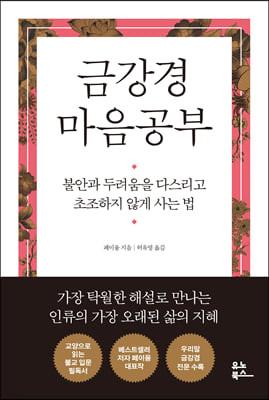 금강경
마음공부
불안과 두려움을 다스리고
초조하지 않게 사는 법
페이융 지음 | 허유영 옮김
가장 탁월한 해설로 만나는
인류의 가장 오래된 삶의 지혜
교양으로
읽는
불교 입문
필독서
베스트셀러
저자 페이융
대표작
우리말
금강경
전문 수록
유노
북스